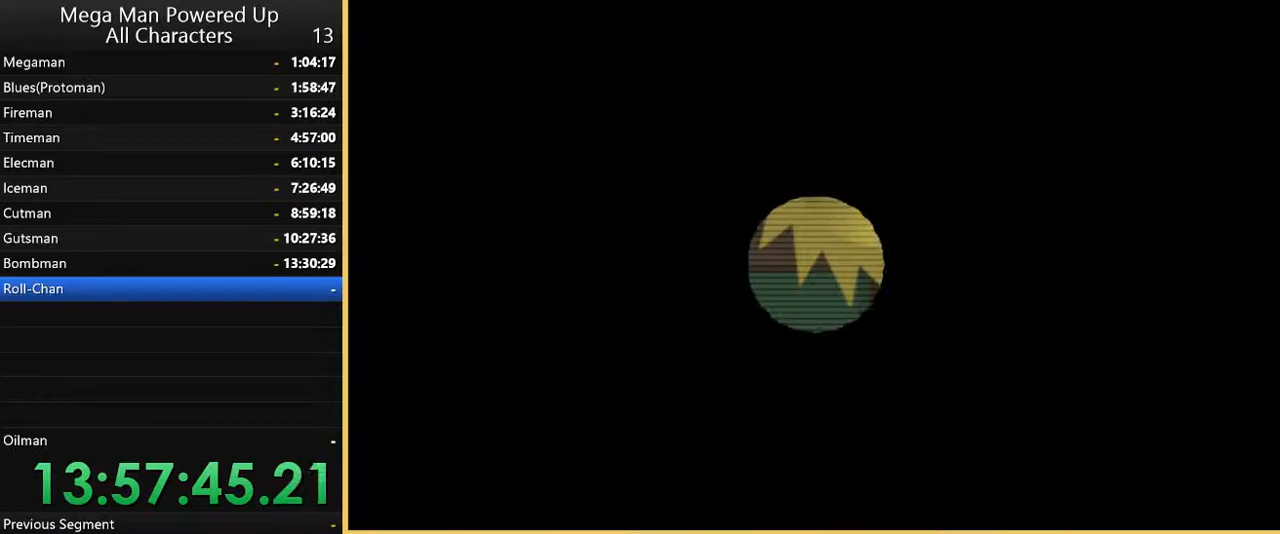 Mega Man Powered Up
All Characters 13
Megaman - 1:04:17
Blues(Protoman) - 1:58:47
Fireman - 3:16:24
Timeman - 4:57:00
Elecman - 6:10:15
Iceman - 7:26:49
Cutman - 8:59:18
Gutsman - 10:27:36
Bombman - 13:30:29
Roll-Chan -
Oilman -
13:57:45.21
Previous Segment -